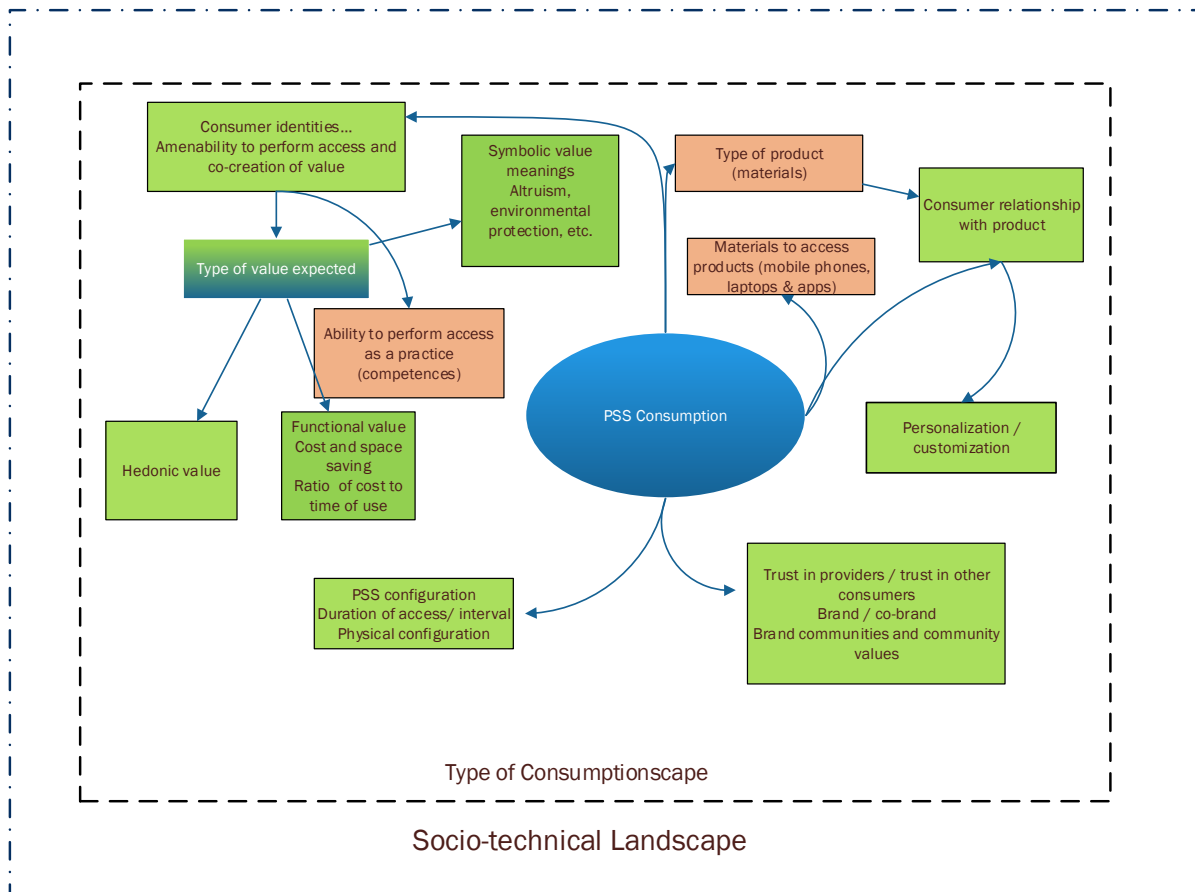 Consumer identities…
Amenability to perform access and
co-creation of value
Symbolic value
meanings
Altruism,
environmental
protection, etc.
Type of product
(materials)
Consumer relationship
with product
Type of value expected
Materials to access
products (mobile phones,
laptops & apps)
Ability to perform access
as a practice
(competences)
PSS Consumption
Hedonic value
Functional value
Cost and space
saving
Ratio of cost to
time of use
Personalization /
customization
PSS configuration
Duration of access/ interval
Physical configuration
Trust in providers / trust in other
consumers
Brand / co-brand
Brand communities and community
values
Type of Consumptionscape
Socio-technical Landscape